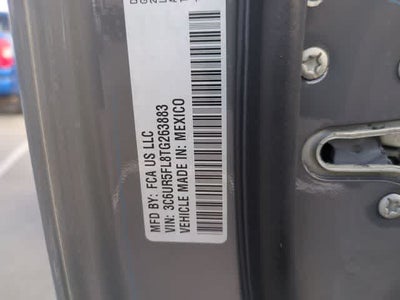 MFD BY: FCA US LLC
VIN: 3C6UR5FL8TG263883
VEHICLE MADE IN: MEXICO